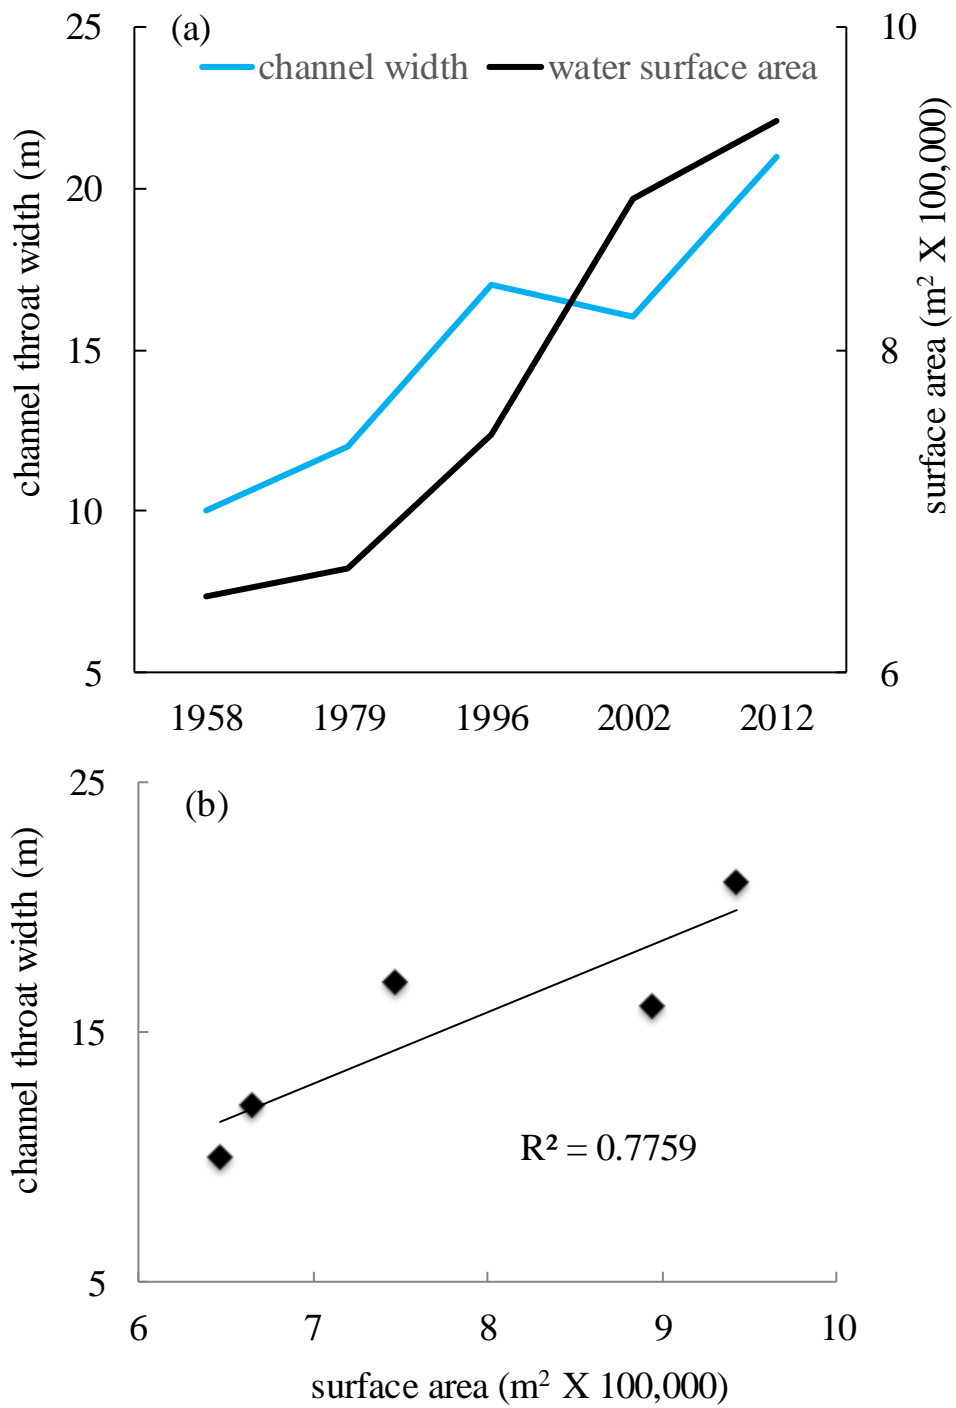 (a)
channel width water surface area
25
20
15
10
5
channel throat width (m)
10
8
6
surface area (m² X 100,000)
1958 1979 1996 2002 2012
(b)
25
15
5
channel throat width (m)
R² = 0.7759
6 7 8 9 10
surface area (m² X 100,000)